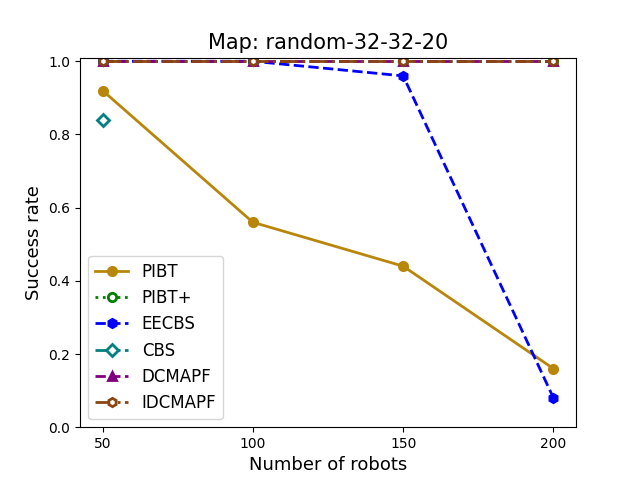 Map: random-32-32-20
Success rate
1.0
0.8
0.6
0.4
0.2
0.0
PIBT
PIBT+
EECBS
CBS
DCMAPF
IDCMAPF
50
100
150
200
Number of robots